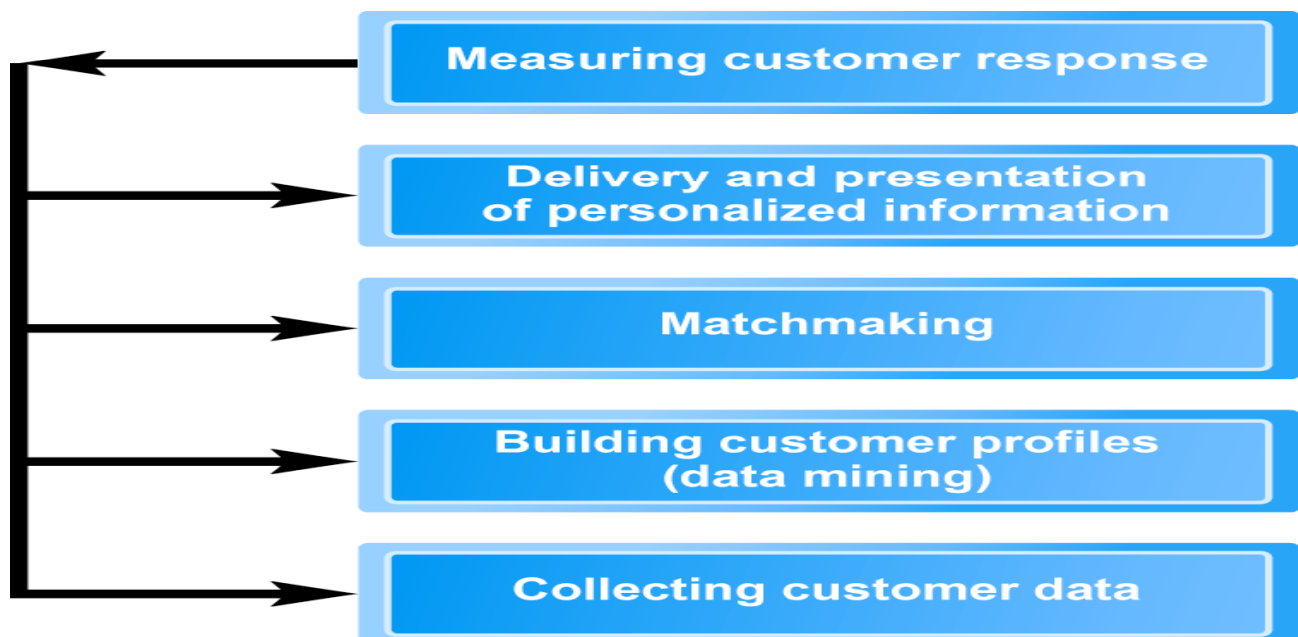 Measuring customer response
Delivery and presentation
of personalized information
Matchmaking
Building customer profiles
(data mining)
Collecting customer data